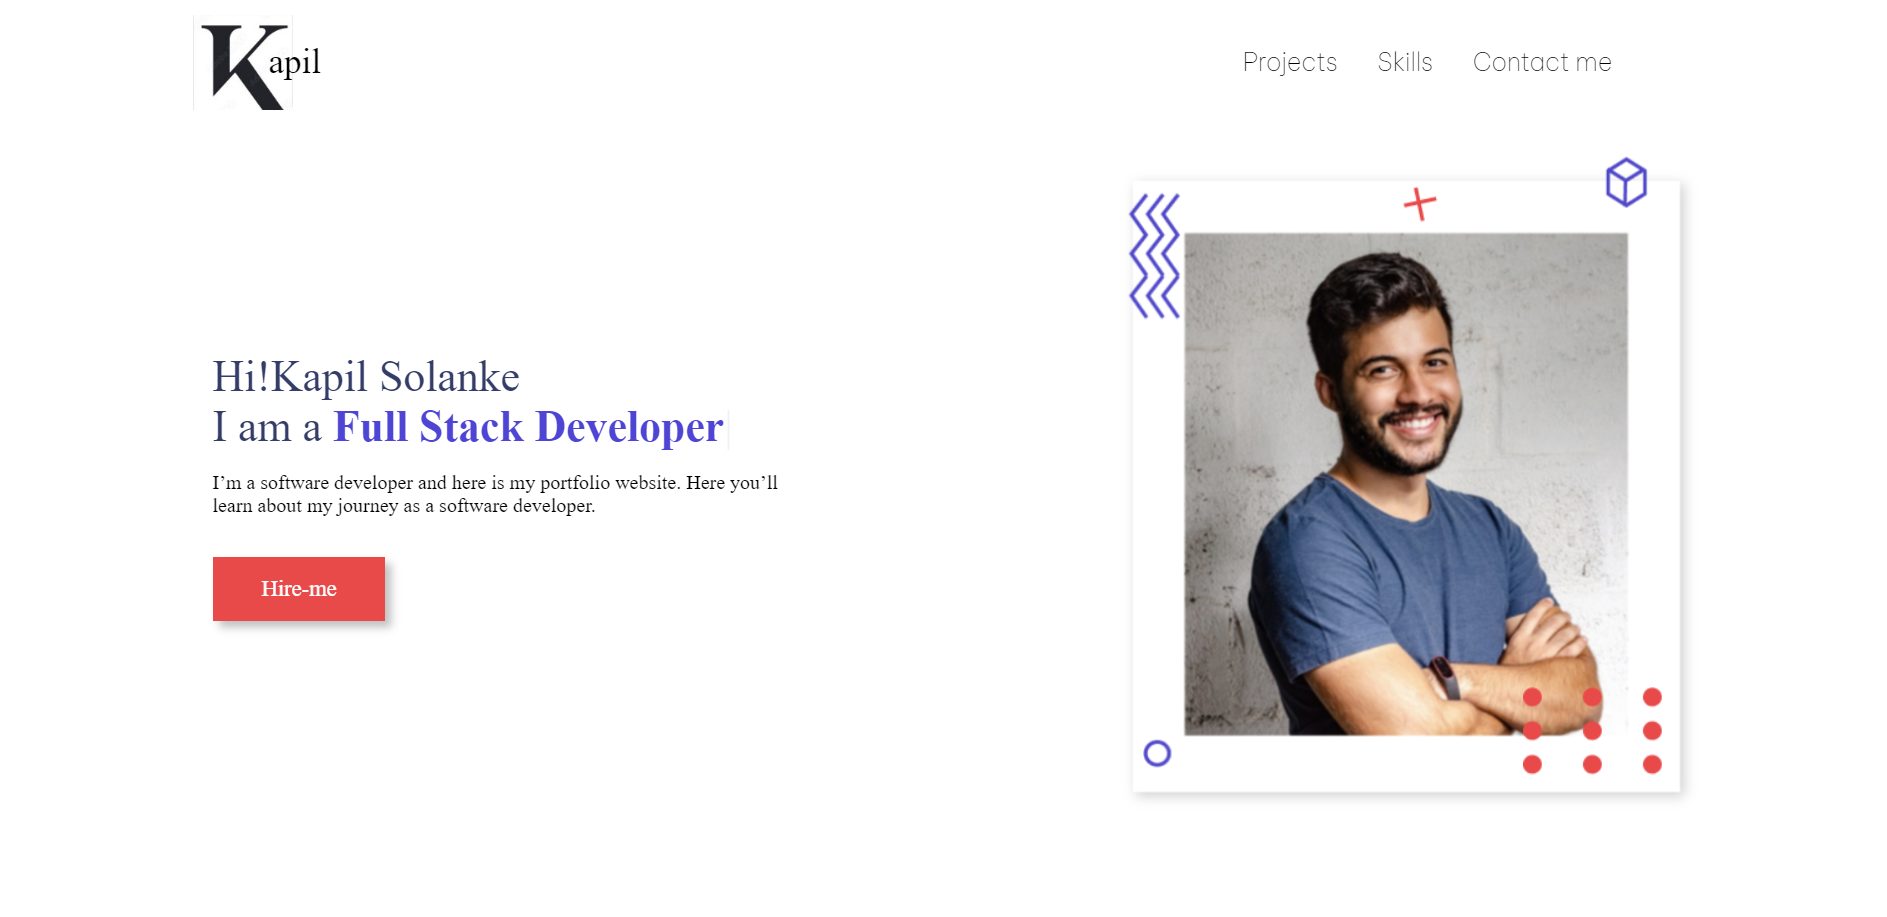 Kapil
Projects Skills Contact me
Hi!Kapil Solanke
I am a Full Stack Developer
I’m a software developer and here is my portfolio website. Here you’ll
learn about my journey as a software developer.
Hire-me